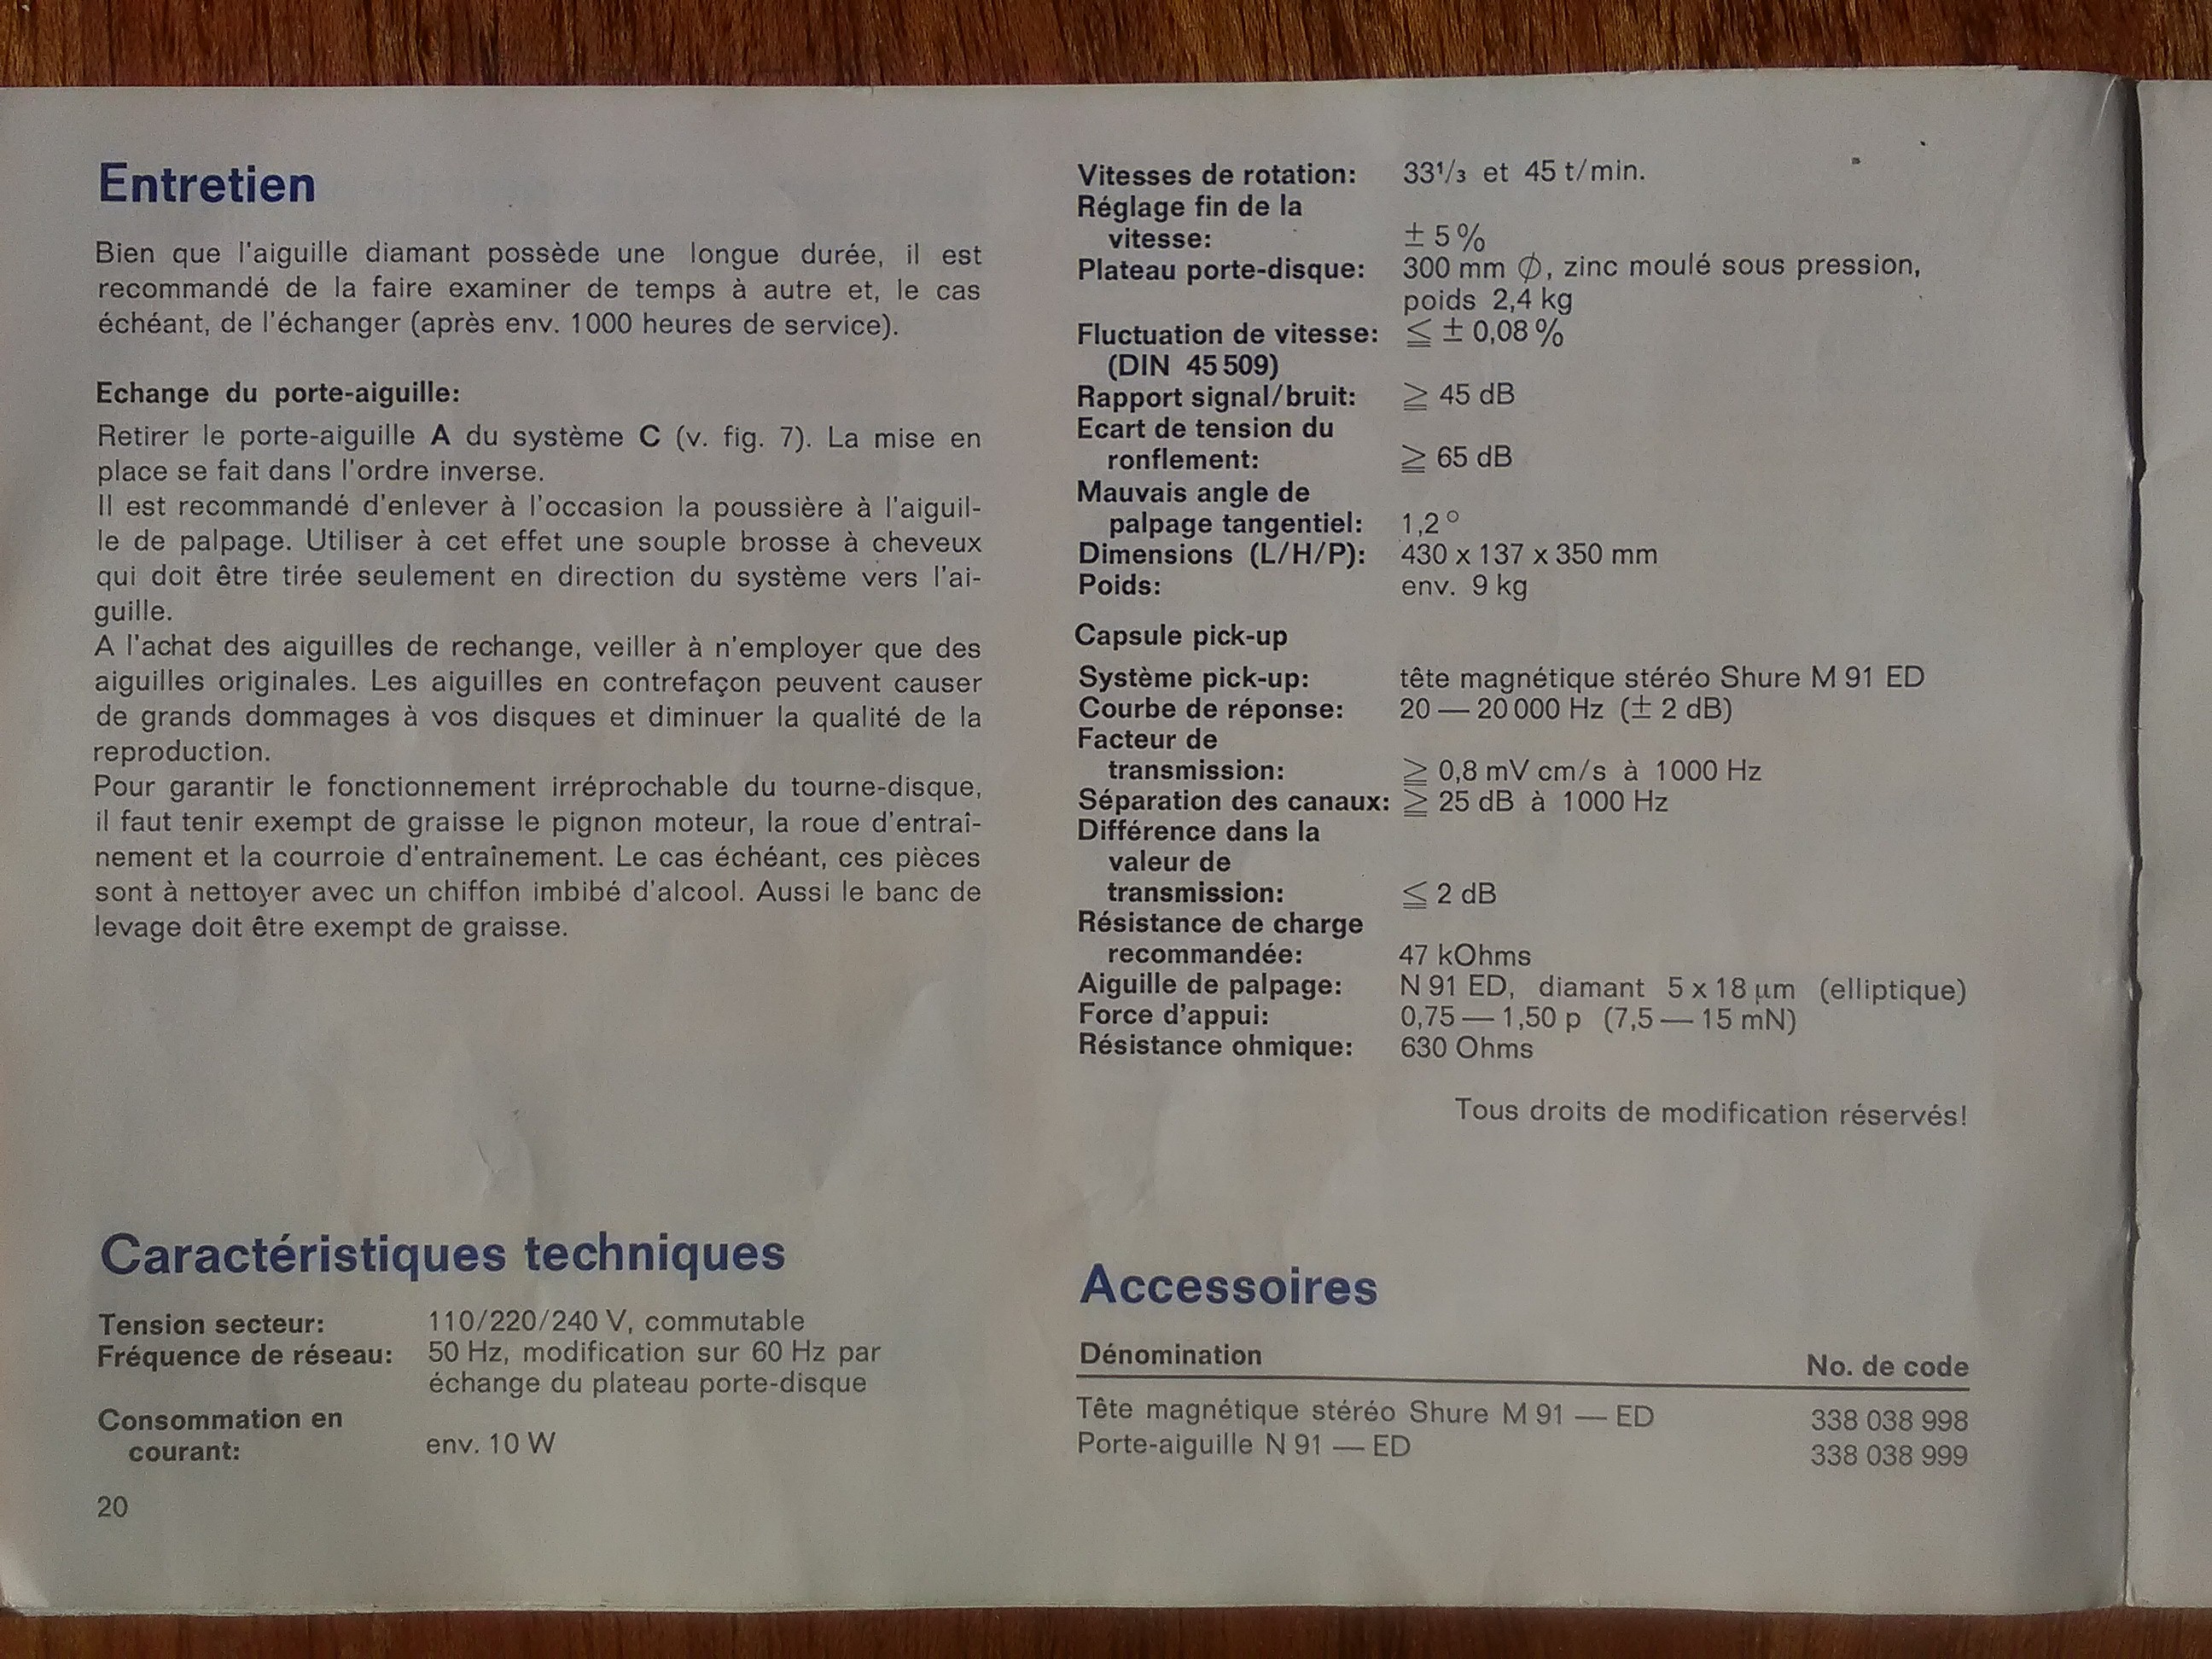 Entretien
Bien que l'aiguille diamant possède une longue durée, il est
recommandé de la faire examiner de temps à autre et, le cas
échéant, de l'échanger (après env. 1000 heures de service).
Echange du porte-aiguille:
Retirer le porte-aiguille A du système C (v. fig. 7). La mise en
place se fait dans l'ordre inverse.
Il est recommandé d'enlever à l'occasion la poussière à l'aiguil-
le de palpage. Utiliser à cet effet une souple brosse à cheveux
qui doit être tirée seulement en direction du système vers l'ai-
guille.
A l'achat des aiguilles de rechange, veiller à n'employer que des
aiguilles originales. Les aiguilles en contrefaçon peuvent causer
de grands dommages à vos disques et diminuer la qualité de la
reproduction.
Pour garantir le fonctionnement irréprochable du tourne-disque,
il faut tenir exempt de graisse le pignon moteur, la roue d'entraî-
nement et la courroie d'entraînement. Le cas échéant, ces pièces
sont à nettoyer avec un chiffon imbibé d'alcool. Aussi le banc de
levage doit être exempt de graisse.
Caractéristiques techniques
Tension secteur: 110/220/240 V, commutable
Fréquence de réseau: 50 Hz, modification sur 60 Hz par
échange du plateau porte-disque
Consommation en
courant: env. 10 W
20
Vitesses de rotation: 33¹/₃ et 45 t/min.
Réglage fin de la
vitesse: ± 5 %
Plateau porte-disque: 300 mm ∅, zinc moulé sous pression,
poids 2,4 kg
Fluctuation de vitesse: ≦ ± 0,08 %
(DIN 45 509)
Rapport signal/bruit: ≧ 45 dB
Ecart de tension du
ronflement: ≧ 65 dB
Mauvais angle de
palpage tangentiel: 1,2 °
Dimensions (L/H/P): 430 x 137 x 350 mm
Poids: env. 9 kg
Capsule pick-up
Système pick-up: tête magnétique stéréo Shure M 91 ED
Courbe de réponse: 20 — 20 000 Hz (± 2 dB)
Facteur de
transmission: ≧ 0,8 mV cm/s à 1000 Hz
Séparation des canaux: ≧ 25 dB à 1000 Hz
Différence dans la
valeur de
transmission: ≦ 2 dB
Résistance de charge
recommandée: 47 kOhms
Aiguille de palpage: N 91 ED, diamant 5 x 18 µm (elliptique)
Force d'appui: 0,75 — 1,50 p (7,5 — 15 mN)
Résistance ohmique: 630 Ohms
Tous droits de modification réservés!
Accessoires
Dénomination No. de code
Tête magnétique stéréo Shure M 91 — ED 338 038 998
Porte-aiguille N 91 — ED 338 038 999